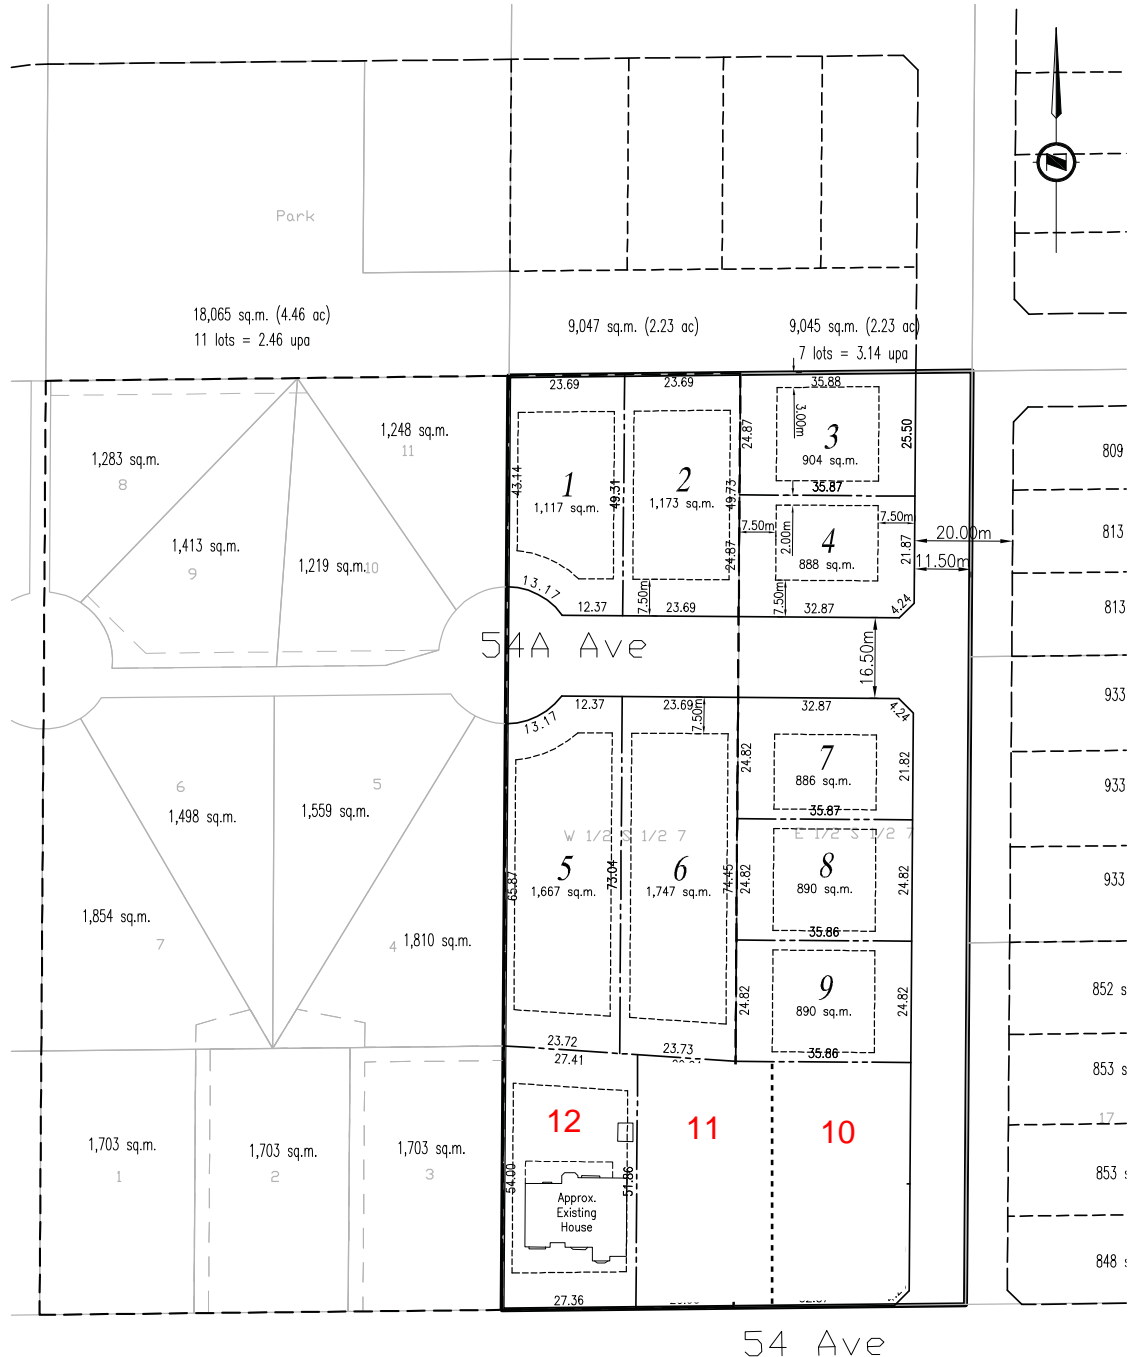 Park
18,065 sq.m. (4.46 ac)
11 lots = 2.46 upa
9,047 sq.m. (2.23 ac)
9,045 sq.m. (2.23 ac)
7 lots = 3.14 upa
23.69
23.69
35.88
3.00m
24.87
25.50
3
904 sq.m.
35.87
1,283 sq.m.
8
1,248 sq.m.
11
1,413 sq.m.
9
1,219 sq.m.
10
43.14
1
1,117 sq.m.
49.31
2
1,173 sq.m.
49.73
24.87
7.50m
2.00m
7.50m
4
888 sq.m.
21.87
20.00m
11.50m
7.50m
7.50m
13.17
12.37
23.69
32.87
4.24
54A Ave
16.50m
13.17
12.37
23.69
7.50m
32.87
4.24
24.82
7
886 sq.m.
21.82
35.87
6
1,498 sq.m.
5
1,559 sq.m.
W 1/2 S 1/2 7
E 1/2 S 1/2 7
65.87
5
1,667 sq.m.
73.04
6
1,747 sq.m.
74.45
24.82
8
890 sq.m.
24.82
35.86
1,854 sq.m.
7
4
1,810 sq.m.
24.82
9
890 sq.m.
24.82
35.86
23.72
27.41
23.73
809
813
813
933
933
933
852 s
853 s
17
853 s
848 s
1,703 sq.m.
1
1,703 sq.m.
2
1,703 sq.m.
3
12
11
10
54.00
51.86
Approx.
Existing
House
27.36
54 Ave